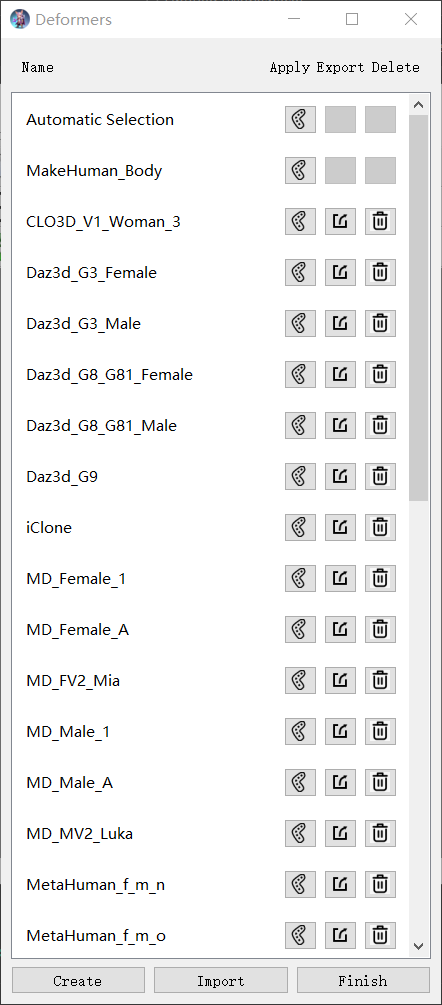 Deformers
Name Apply Export Delete
Automatic Selection
MakeHuman_Body
CLO3D_V1_Woman_3
Daz3d_G3_Female
Daz3d_G3_Male
Daz3d_G8_G81_Female
Daz3d_G8_G81_Male
Daz3d_G9
iClone
MD_Female_1
MD_Female_A
MD_FV2_Mia
MD_Male_1
MD_Male_A
MD_MV2_Luka
MetaHuman_f_m_n
MetaHuman_f_m_o
Create Import Finish